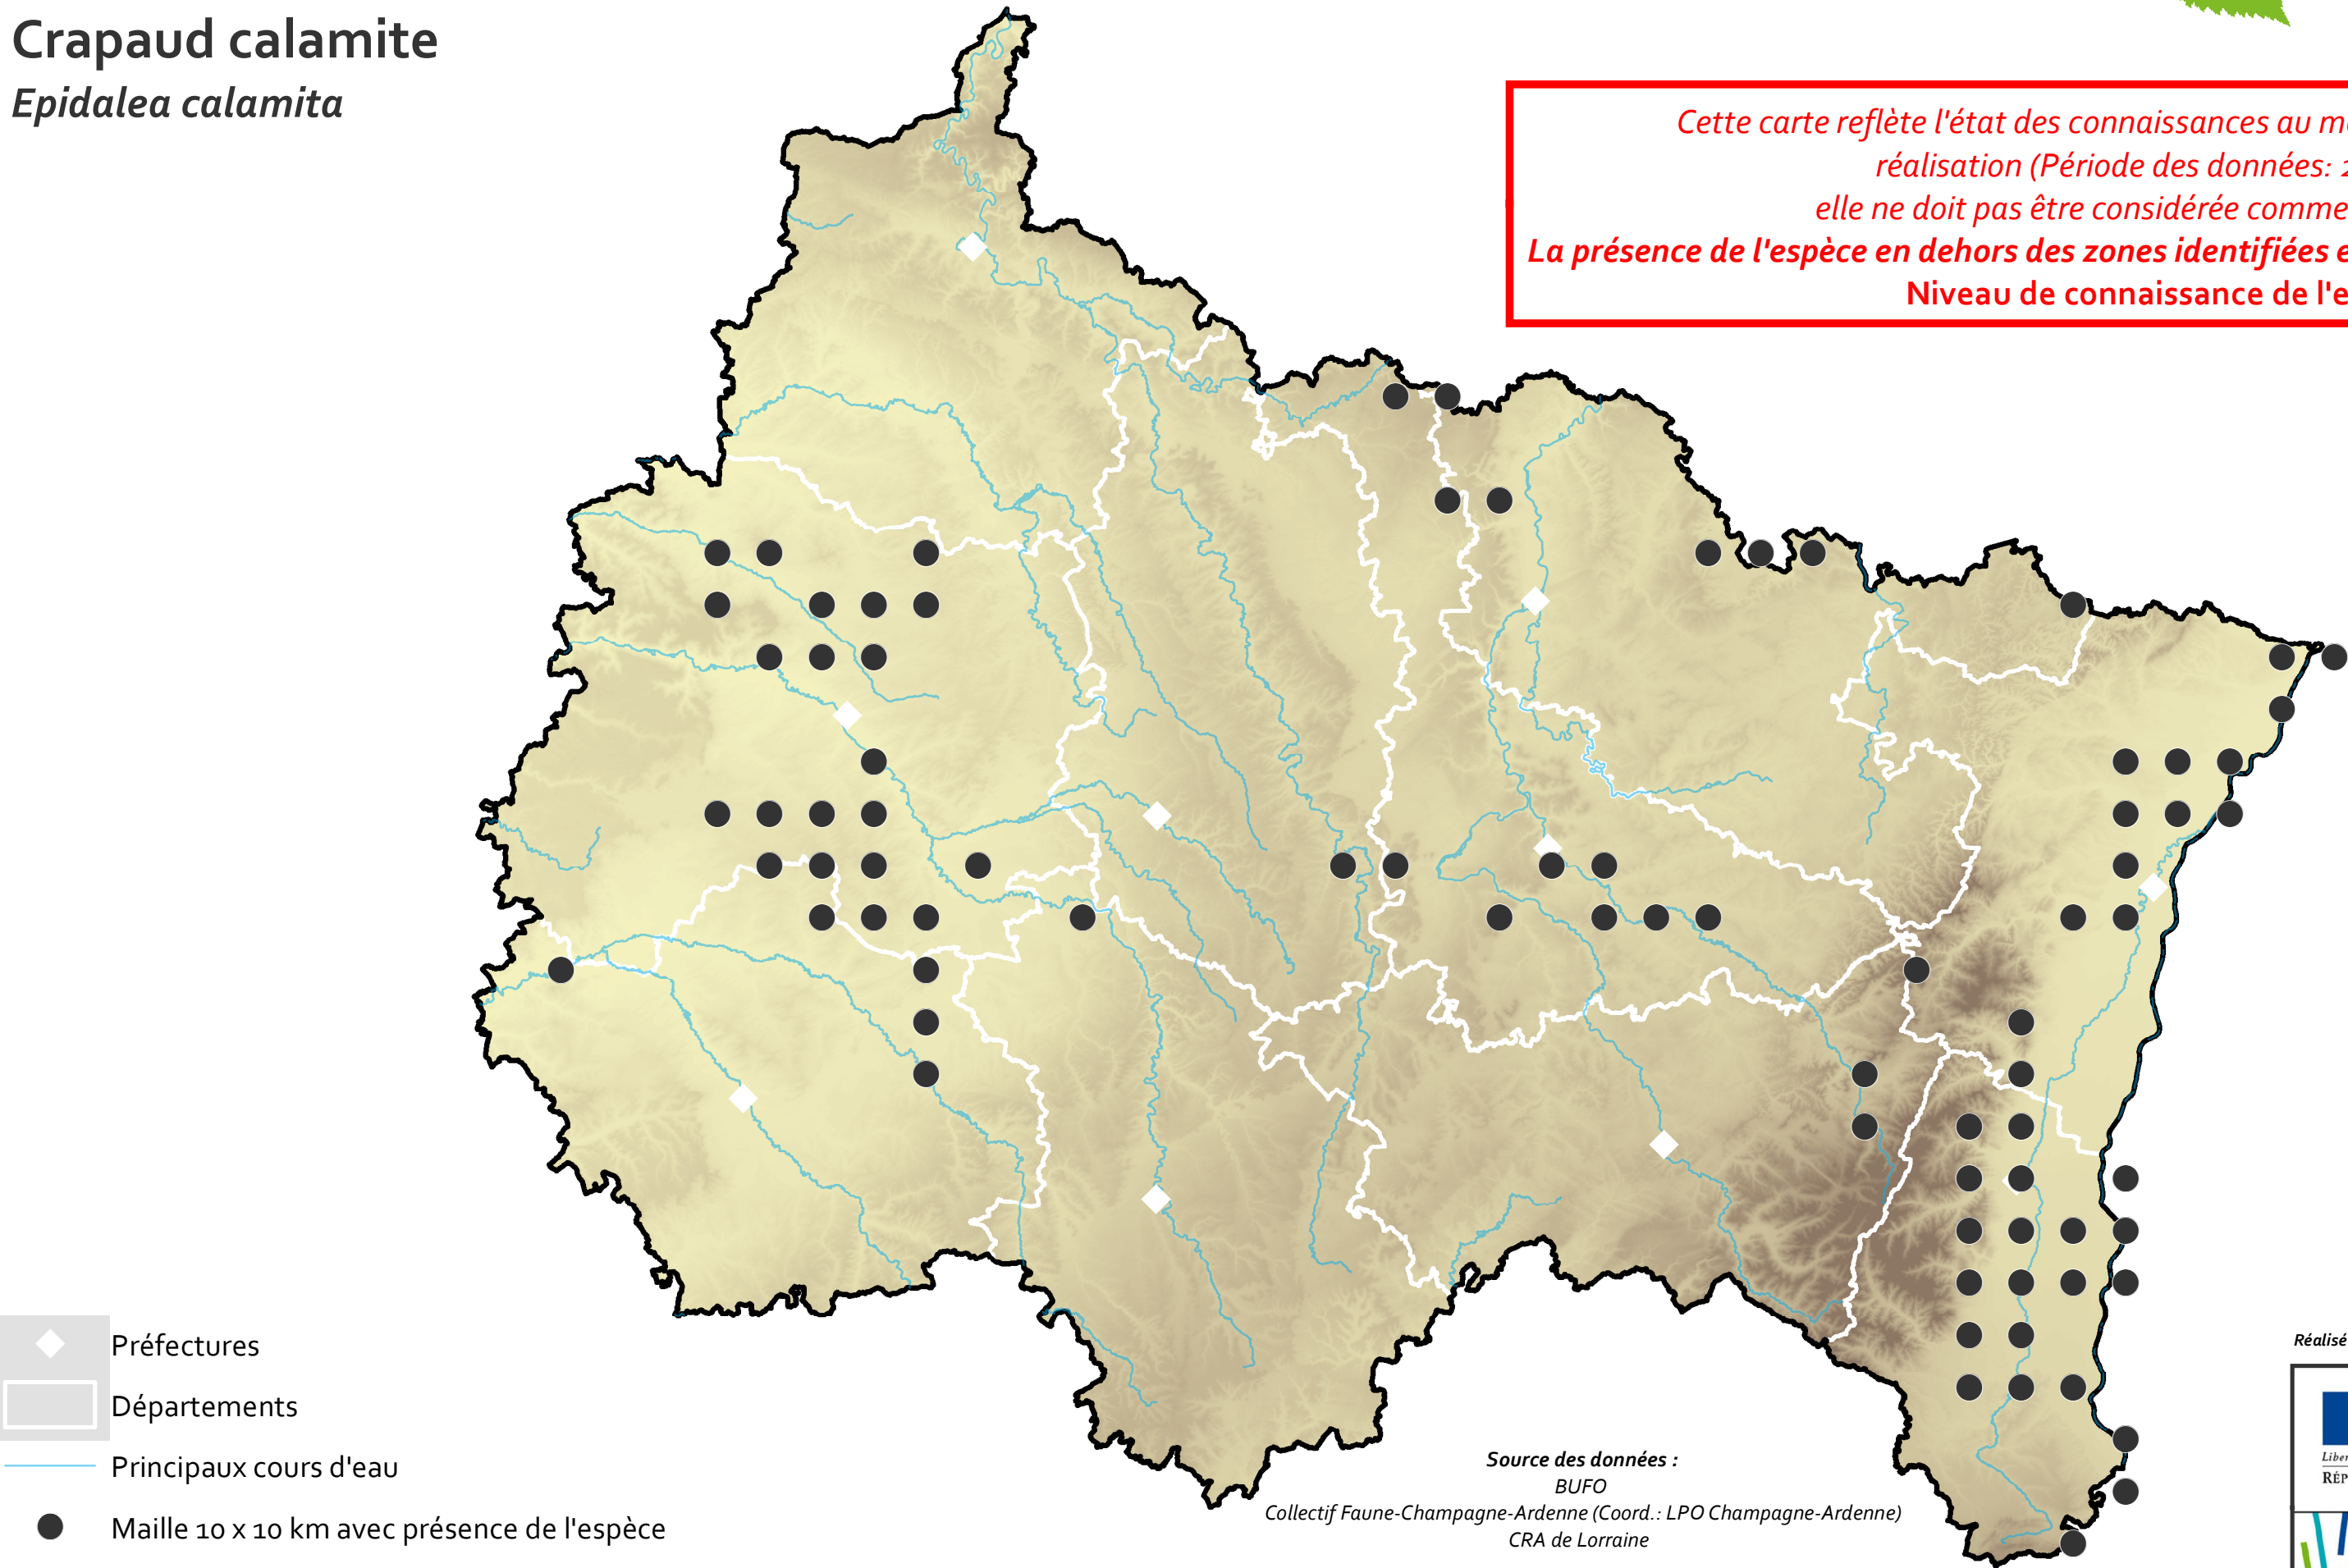 Crapaud calamite
Epidalea calamita
Cette carte reflète l'état des connaissances au
réalisation (Période des données:
elle ne doit pas être considérée comme
La présence de l'espèce en dehors des zones identifiées
Niveau de connaissance de
Préfectures
Départements
Principaux cours d'eau
Maille 10 x 10 km avec présence de l'espèce
Source des données :
BUFO
Collectif Faune-Champagne-Ardenne (Coord.: LPO Champagne-Ardenne)
CRA de Lorraine
Réalisé